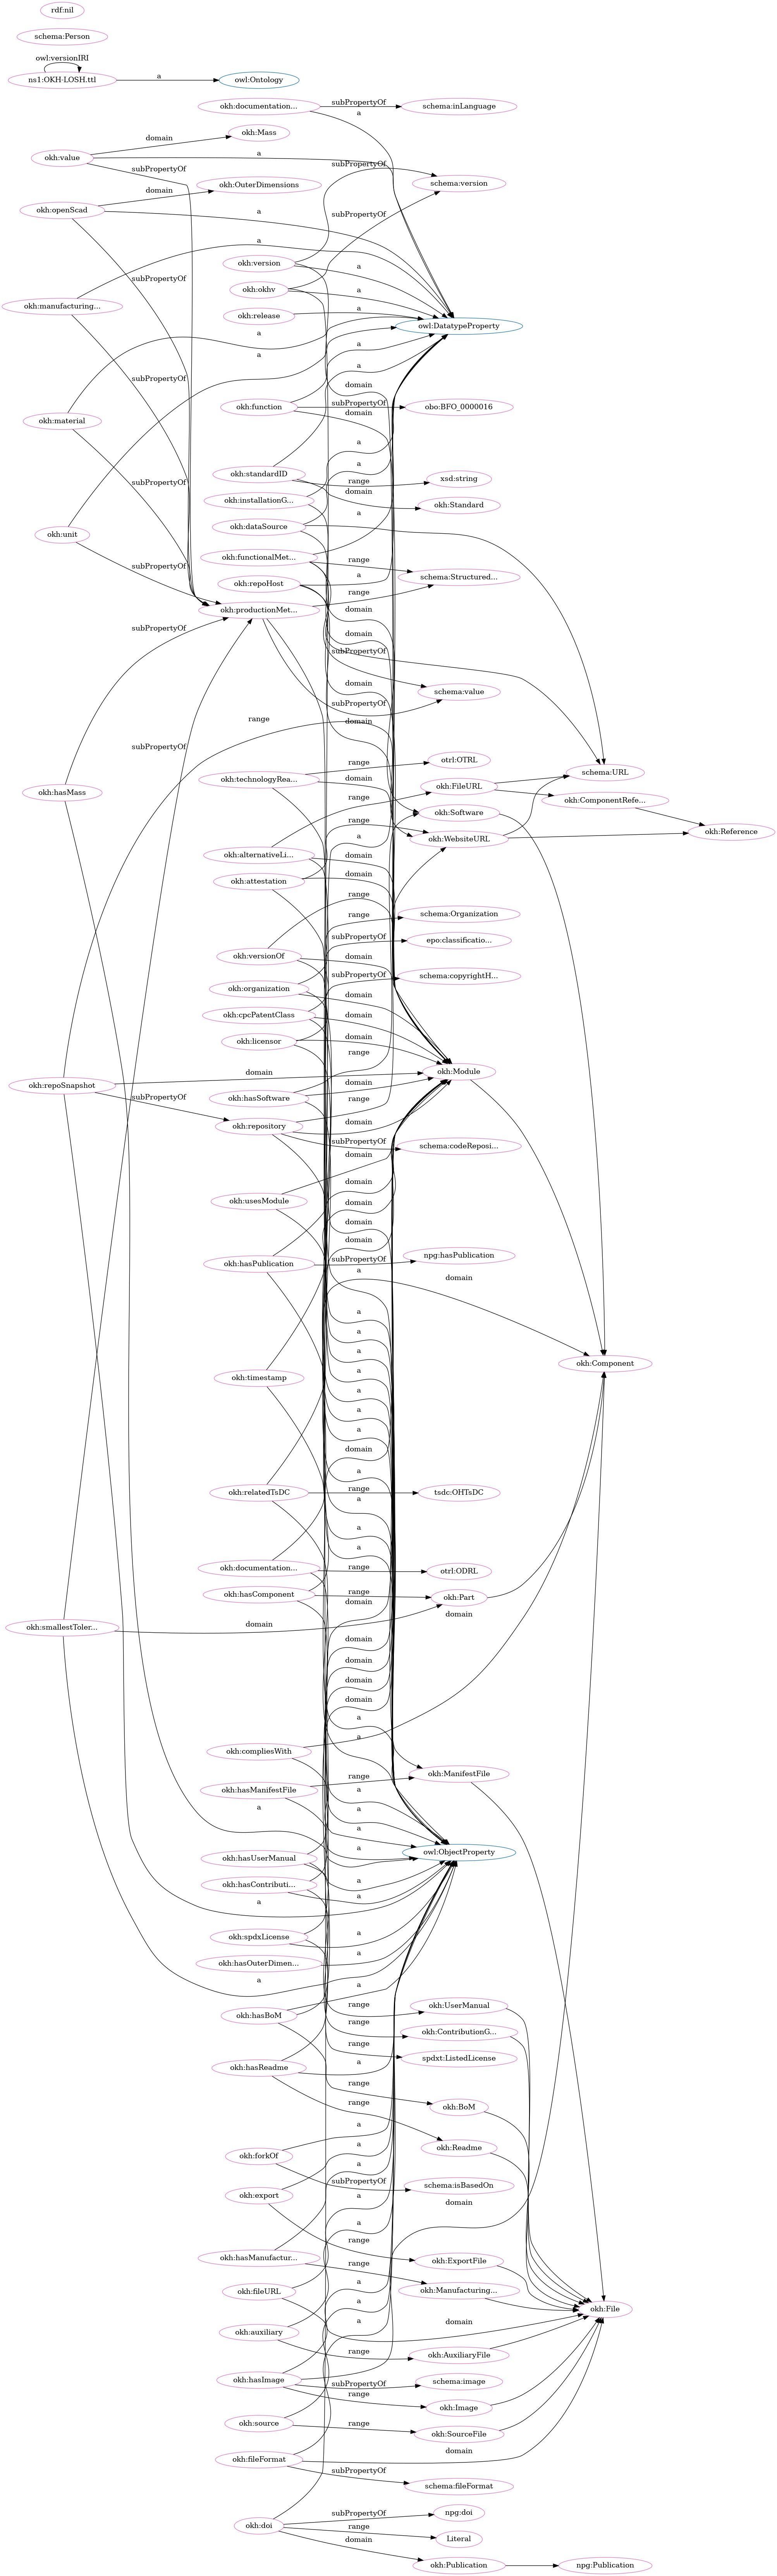 rdf:nil
schema:Person
owl:versionIRI
ns1:OKH-LOSH.ttl
a
owl:Ontology
okh:documentation...
subPropertyOf
schema:inLanguage
a
okh:value
domain
okh:Mass
a
subPropertyOf
subPropertyOf
schema:version
okh:openScad
domain
okh:OuterDimensions
a
subPropertyOf
okh:version
a
subPropertyOf
okh:okhv
a
okh:manufacturing...
a
okh:release
a
owl:DatatypeProperty
a
a
a
a
subPropertyOf
domain
okh:material
okh:function
subPropertyOf
obo:BFO_0000016
domain
a
a
subPropertyOf
okh:standardID
range
xsd:string
domain
okh:Standard
okh:installationG...
a
okh:unit
okh:dataSource
subPropertyOf
okh:functionalMet...
range
schema:Structured...
a
okh:repoHost
range
okh:productionMet...
domain
subPropertyOf
domain
subPropertyOf
domain
schema:value
subPropertyOf
range
domain
subPropertyOf
okh:hasMass
okh:technologyRea...
range
otrl:OTRL
domain
okh:FileURL
schema:URL
range
okh:ComponentRefe...
okh:Software
range
okh:WebsiteURL
okh:Reference
a
okh:alternativeLi...
domain
okh:attestation
domain
range
range
schema:Organization
subPropertyOf
epo:classificatio...
okh:versionOf
domain
subPropertyOf
schema:copyrightH...
okh:organization
domain
okh:cpcPatentClass
domain
okh:licensor
domain
range
okh:repoSnapshot
domain
okh:Module
okh:hasSoftware
domain
subPropertyOf
range
okh:repository
domain
subPropertyOf
schema:codeReposi...
domain
okh:usesModule
domain
domain
domain
domain
okh:hasPublication
subPropertyOf
npg:hasPublication
a
domain
a
a
a
okh:Component
okh:timestamp
a
a
a
domain
a
okh:relatedTsDC
range
tsdc:OHTsDC
a
a
a
okh:documentation...
range
otrl:ODRL
okh:hasComponent
range
okh:Part
domain
okh:smallestToler...
domain
domain
domain
domain
domain
domain
a
a
okh:compliesWith
okh:ManifestFile
okh:hasManifestFile
range
a
a
a
a
okh:hasUserManual
owl:ObjectProperty
a
okh:hasContributi...
a
a
okh:spdxLicense
a
okh:hasOuterDimen...
a
a
a
okh:hasBoM
range
okh:UserManual
range
okh:ContributionG...
range
spdxt:ListedLicense
okh:hasReadme
a
range
okh:BoM
range
a
okh:Readme
okh:forkOf
a
subPropertyOf
schema:isBasedOn
a
okh:export
a
domain
a
range
okh:ExportFile
okh:hasManufactur...
range
okh:Manufacturing...
okh:fileURL
a
a
okh:File
a
domain
okh:auxiliary
range
okh:AuxiliaryFile
okh:hasImage
subPropertyOf
schema:image
range
okh:Image
okh:source
range
okh:SourceFile
domain
okh:fileFormat
subPropertyOf
schema:fileFormat
okh:doi
subPropertyOf
npg:doi
range
Literal
domain
okh:Publication
npg:Publication